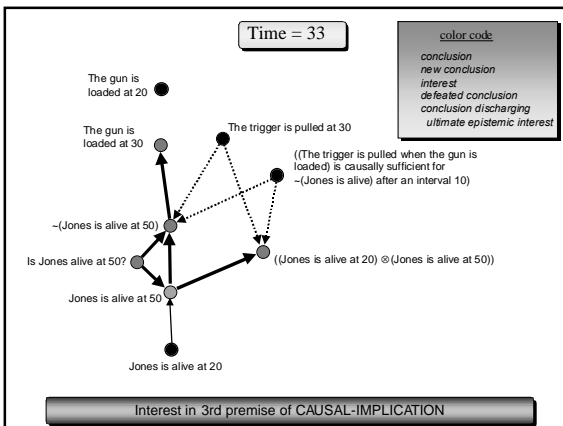 Time = 33
color code
conclusion
new conclusion
interest
defeated conclusion
conclusion discharging
ultimate epistemic interest
The gun is
loaded at 20
The gun is
loaded at 30
The trigger is pulled at 30
((The trigger is pulled when the gun is
loaded) is causally sufficient for
~(Jones is alive) after an interval 10)
~(Jones is alive at 50)
Is Jones alive at 50?
((Jones is alive at 20) ⊗(Jones is alive at 50))
Jones is alive at 50
Jones is alive at 20
Interest in 3rd premise of CAUSAL-IMPLICATION